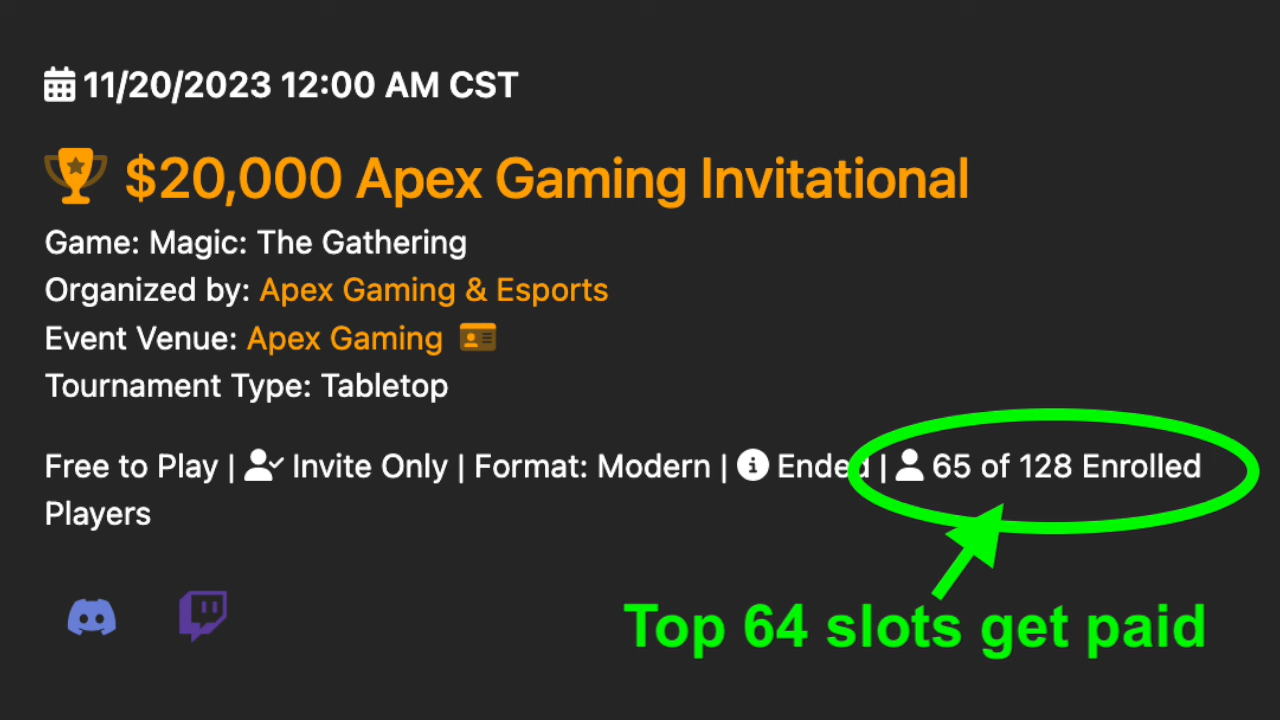 11/20/2023 12:00 AM CST
$20,000 Apex Gaming Invitational
Game: Magic: The Gathering
Organized by: Apex Gaming & Esports
Event Venue: Apex Gaming
Tournament Type: Tabletop
Free to Play | Invite Only | Format: Modern | Ended | 65 of 128 Enrolled
Players
Top 64 slots get paid